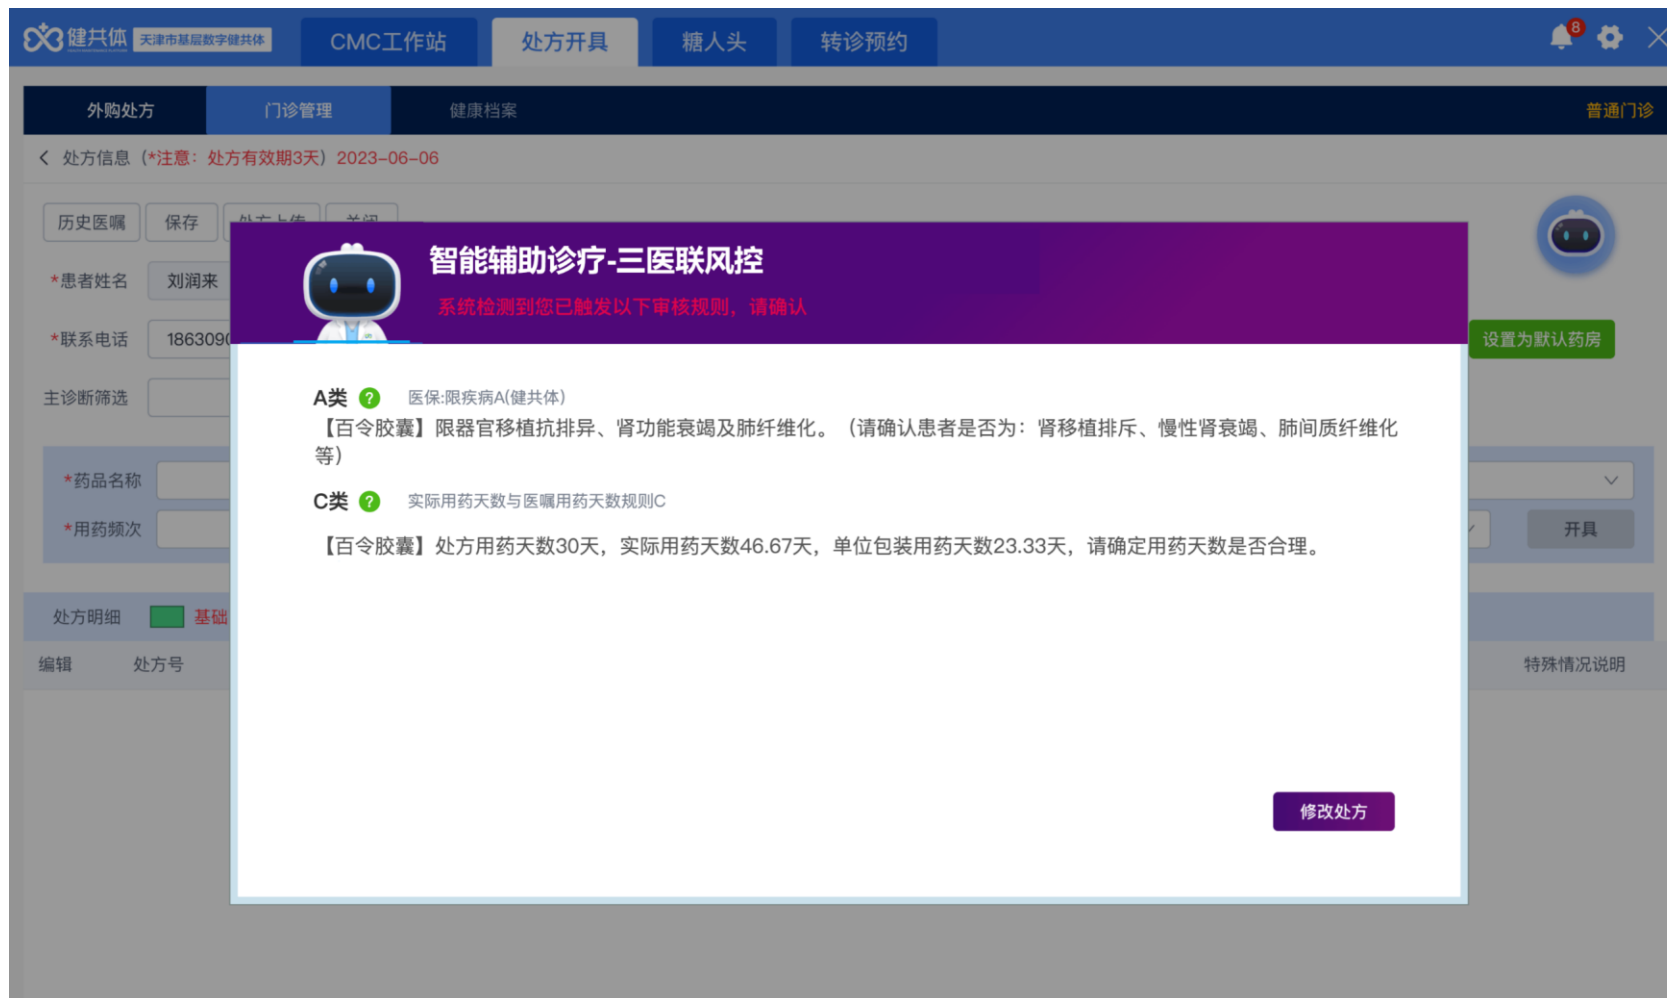 健共体 天津市基层数字健共体 CMC工作站 处方开具 糖人头 转诊预约 8
外购处方 门诊管理 健康档案 普通门诊
处方信息（*注意：处方有效期3天）2023-06-06
历史医嘱 保存 处方上传 关闭
智能辅助诊疗-三医联风控
*患者姓名 刘润来
系统检测到您已触发以下审核规则，请确认
*联系电话 1863090
设置为默认药房
主诊断筛选
A类 ? 医保:限疾病A(健共体)
【百令胶囊】限器官移植抗排异、肾功能衰竭及肺纤维化。（请确认患者是否为：肾移植排斥、慢性肾衰竭、肺间质纤维化
等）
*药品名称
C类 ? 实际用药天数与医嘱用药天数规则C
*用药频次
开具
【百令胶囊】处方用药天数30天，实际用药天数46.67天，单位包装用药天数23.33天，请确定用药天数是否合理。
处方明细 基础
编辑 处方号 特殊情况说明
修改处方